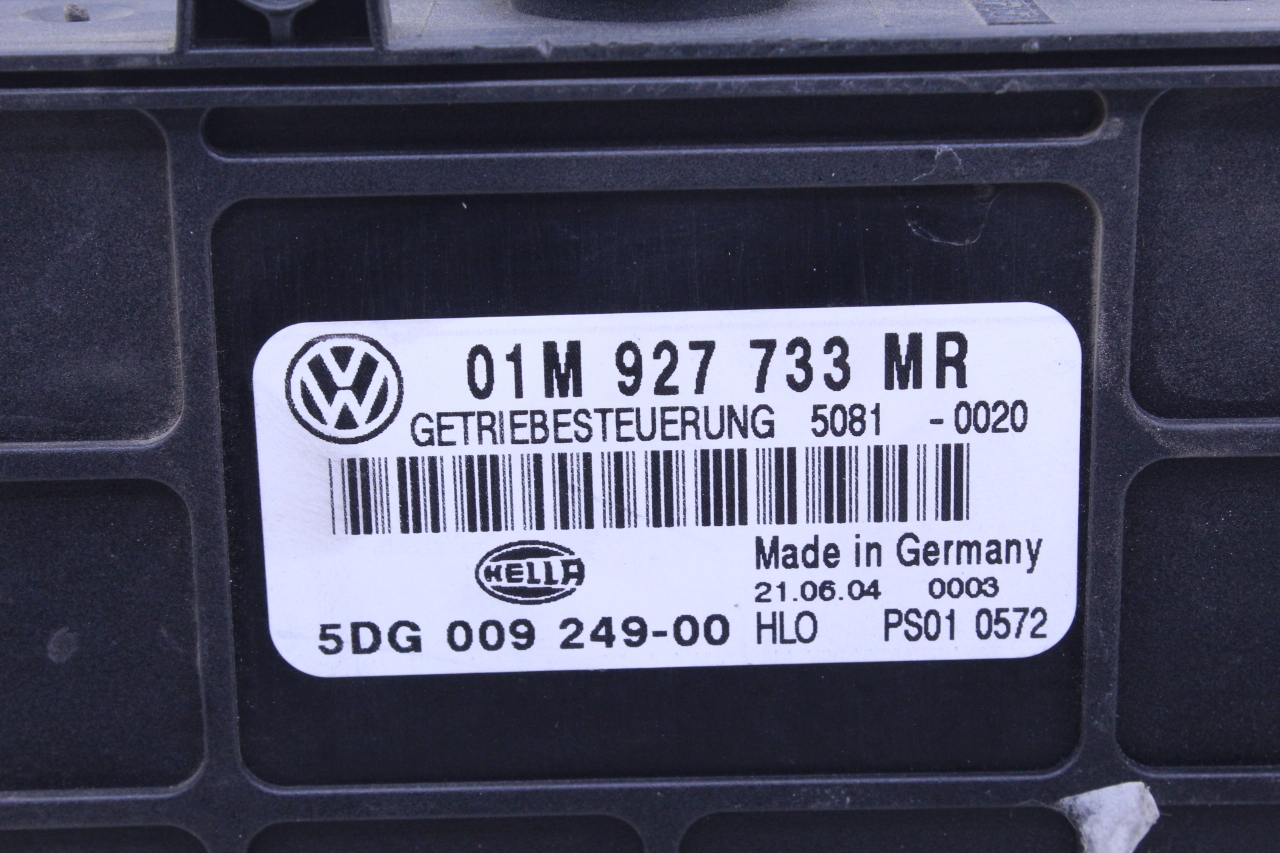 01M 927 733 MR
GETRIEBESTEUERUNG 5081 -0020
HELLA
Made in Germany
21.06.04 0003
5DG 009 249-00 HLO PS01 0572